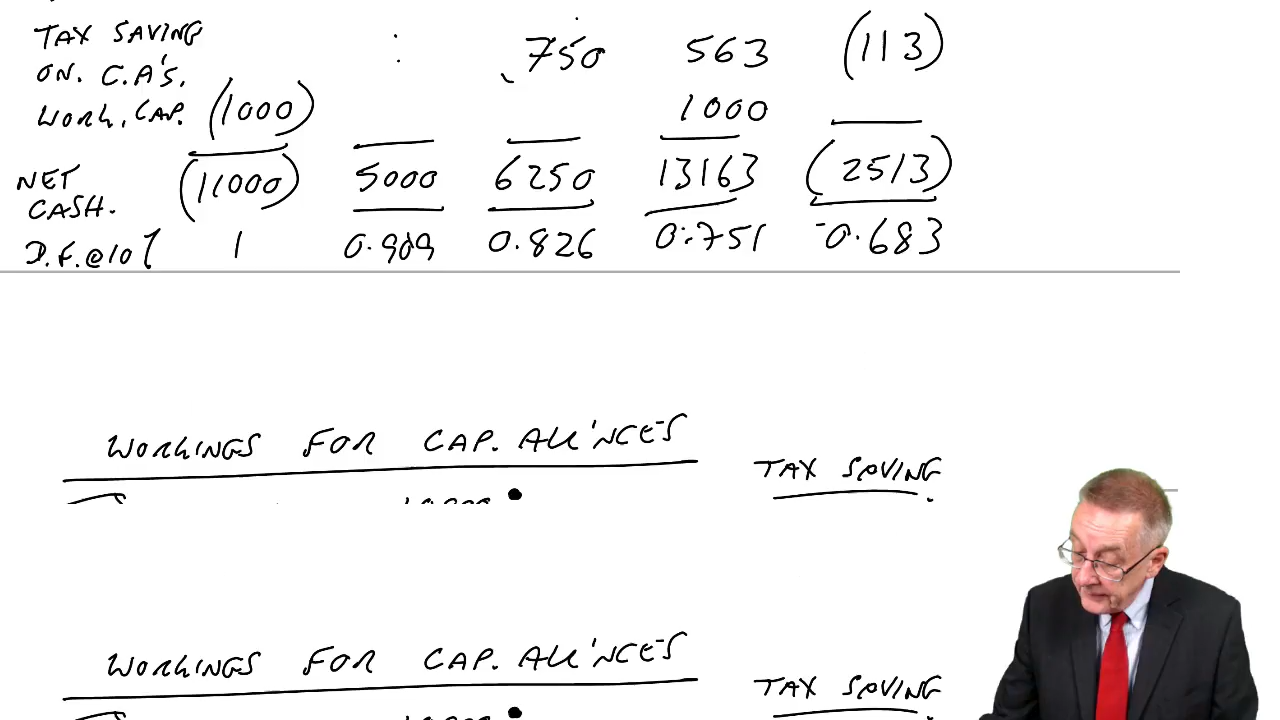 TAX SAVING
ON. C.A'S. 750 563 (113)
WORK. CAP. (1000) 1000
NET CASH. (11000) 5000 6250 13163 (2513)
D.F.@10% 1 0.909 0.826 0.751 0.683
WORKINGS FOR CAP. ALL'NCES
TAX SAVING
WORKINGS FOR CAP. ALL'NCES
TAX SAVING